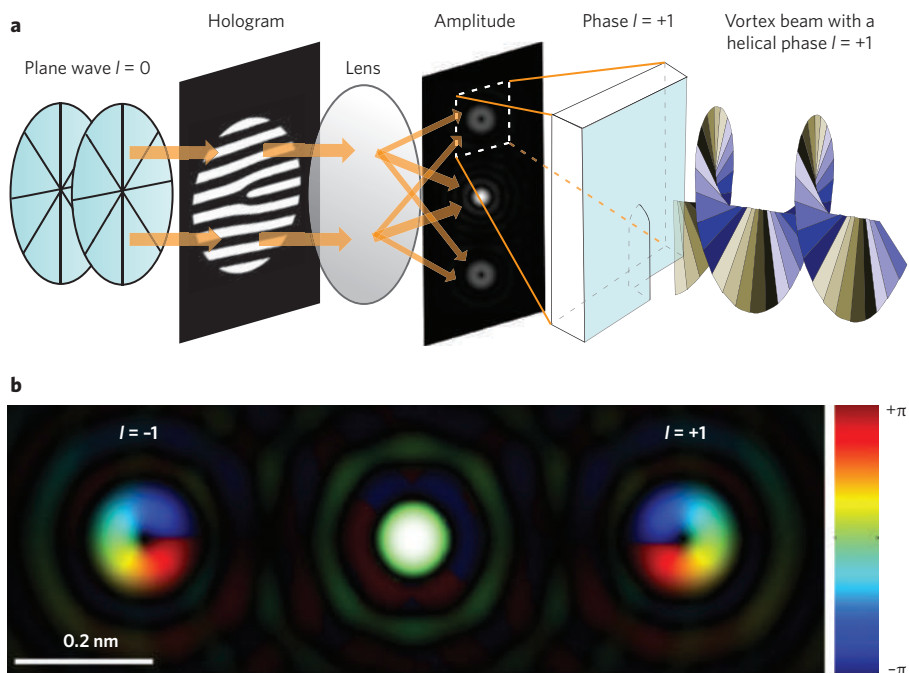 a
Hologram
Amplitude
Phase l = +1
Vortex beam with a
helical phase l = +1
Plane wave l = 0
Lens
b
l = –1
l = +1
+π
0.2 nm
–π